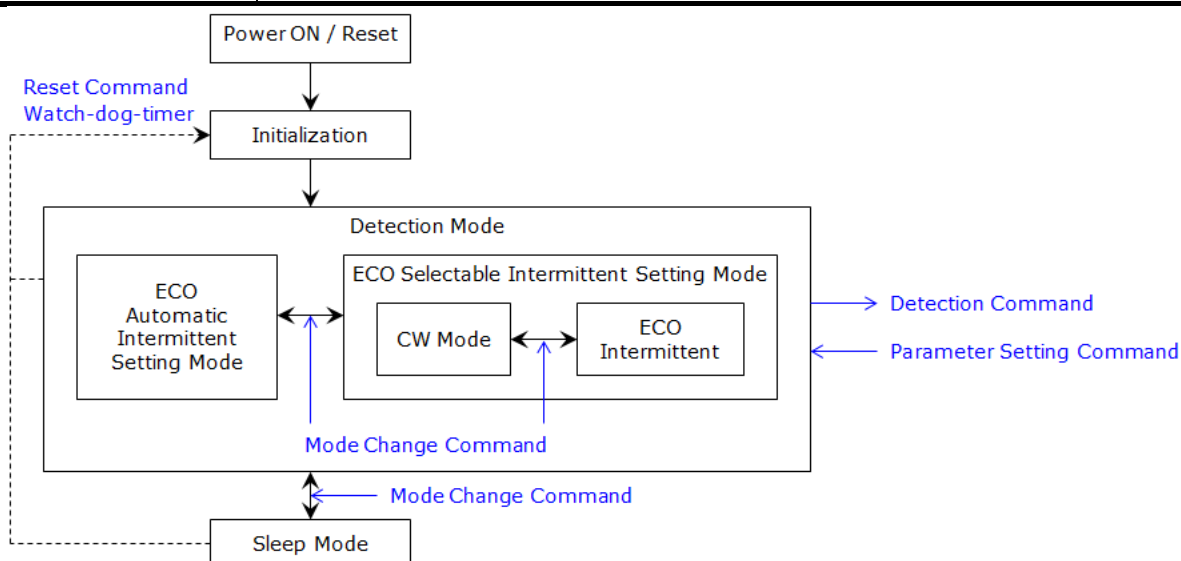 Power ON / Reset
Reset Command
Watch-dog-timer
Initialization
Detection Mode
ECO
Automatic
Intermittent
Setting Mode
ECO Selectable Intermittent Setting Mode
CW Mode
ECO
Intermittent
Detection Command
Parameter Setting Command
Mode Change Command
Mode Change Command
Sleep Mode